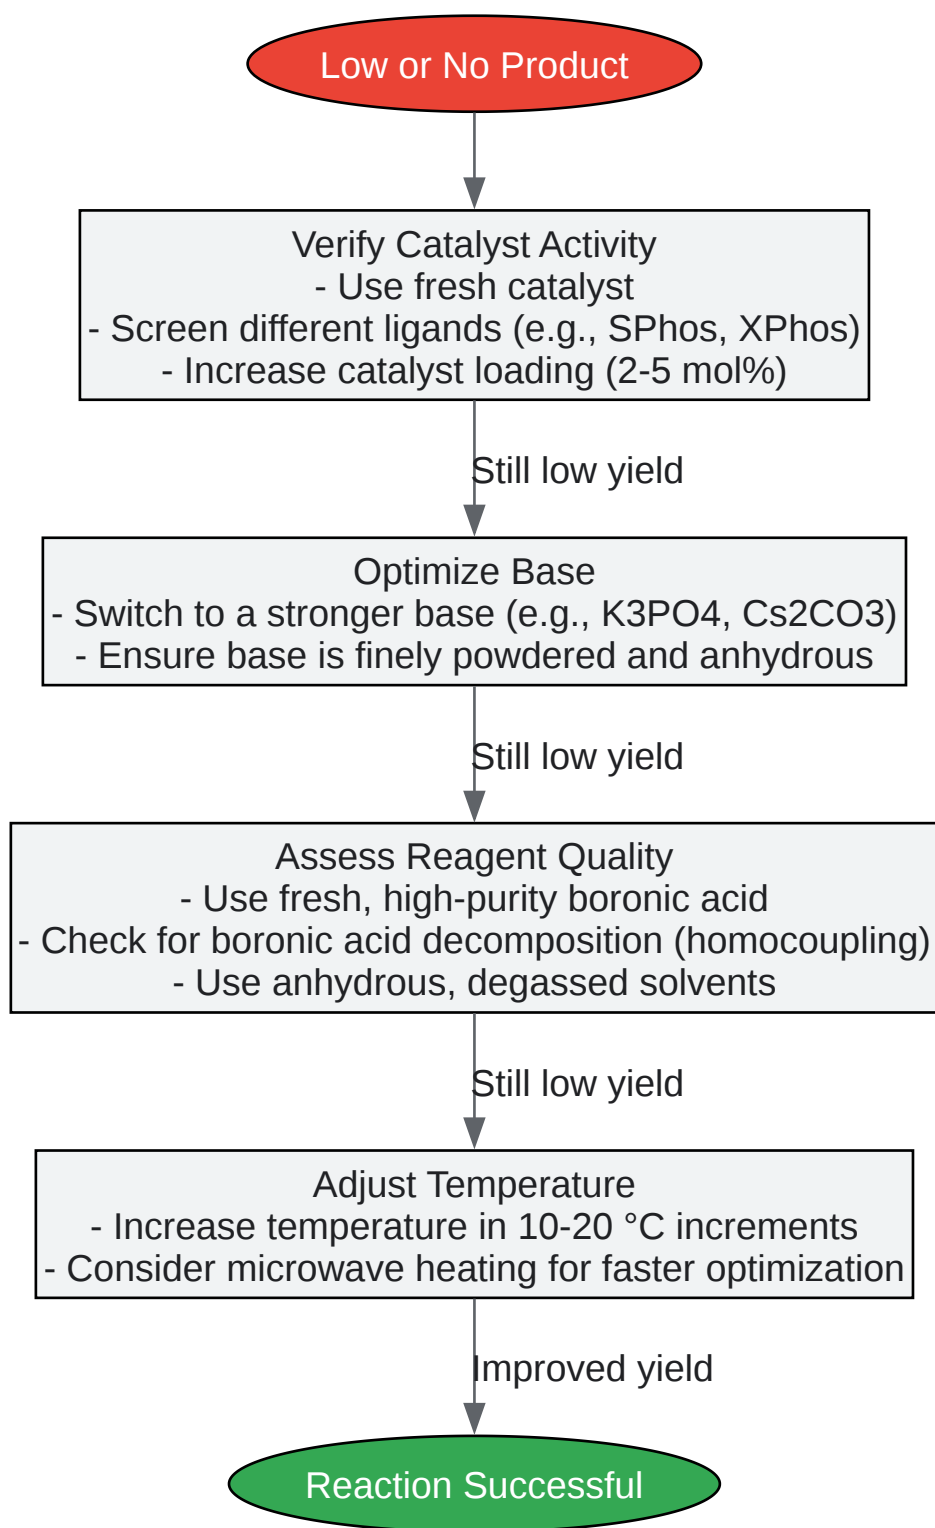 Low or No Product
Verify Catalyst Activity
- Use fresh catalyst
- Screen different ligands (e.g., SPhos, XPhos)
- Increase catalyst loading (2-5 mol%)
Still low yield
Optimize Base
- Switch to a stronger base (e.g., K3PO4, Cs2CO3)
- Ensure base is finely powdered and anhydrous
Still low yield
Assess Reagent Quality
- Use fresh, high-purity boronic acid
- Check for boronic acid decomposition (homocoupling)
- Use anhydrous, degassed solvents
Still low yield
Adjust Temperature
- Increase temperature in 10-20 °C increments
- Consider microwave heating for faster optimization
Improved yield
Reaction Successful